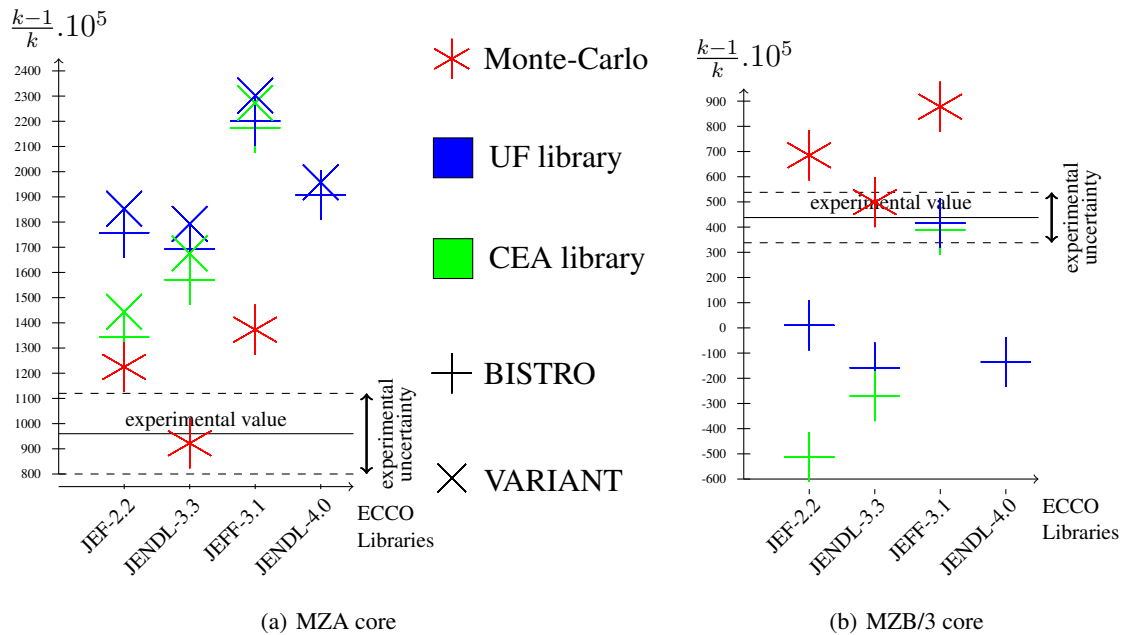 k−1/k .10^5
2400
2300
2200
2100
1900
1800
1700
1600
1500
1400
1300
1200
1100
1000
900
800
experimental value
experimental
uncertainty
JEF-2.2
JENDL-3.3
JEFF-3.1
JENDL-4.0
ECCO
Libraries
(a) MZA core
Monte-Carlo
UF library
CEA library
BISTRO
VARIANT
k−1/k .10^5
900
800
700
600
500
400
300
100
0
-100
-200
-300
-400
-500
-600
experimental value
experimental
uncertainty
JEF-2.2
JENDL-3.3
JEFF-3.1
JENDL-4.0
ECCO
Libraries
(b) MZB/3 core